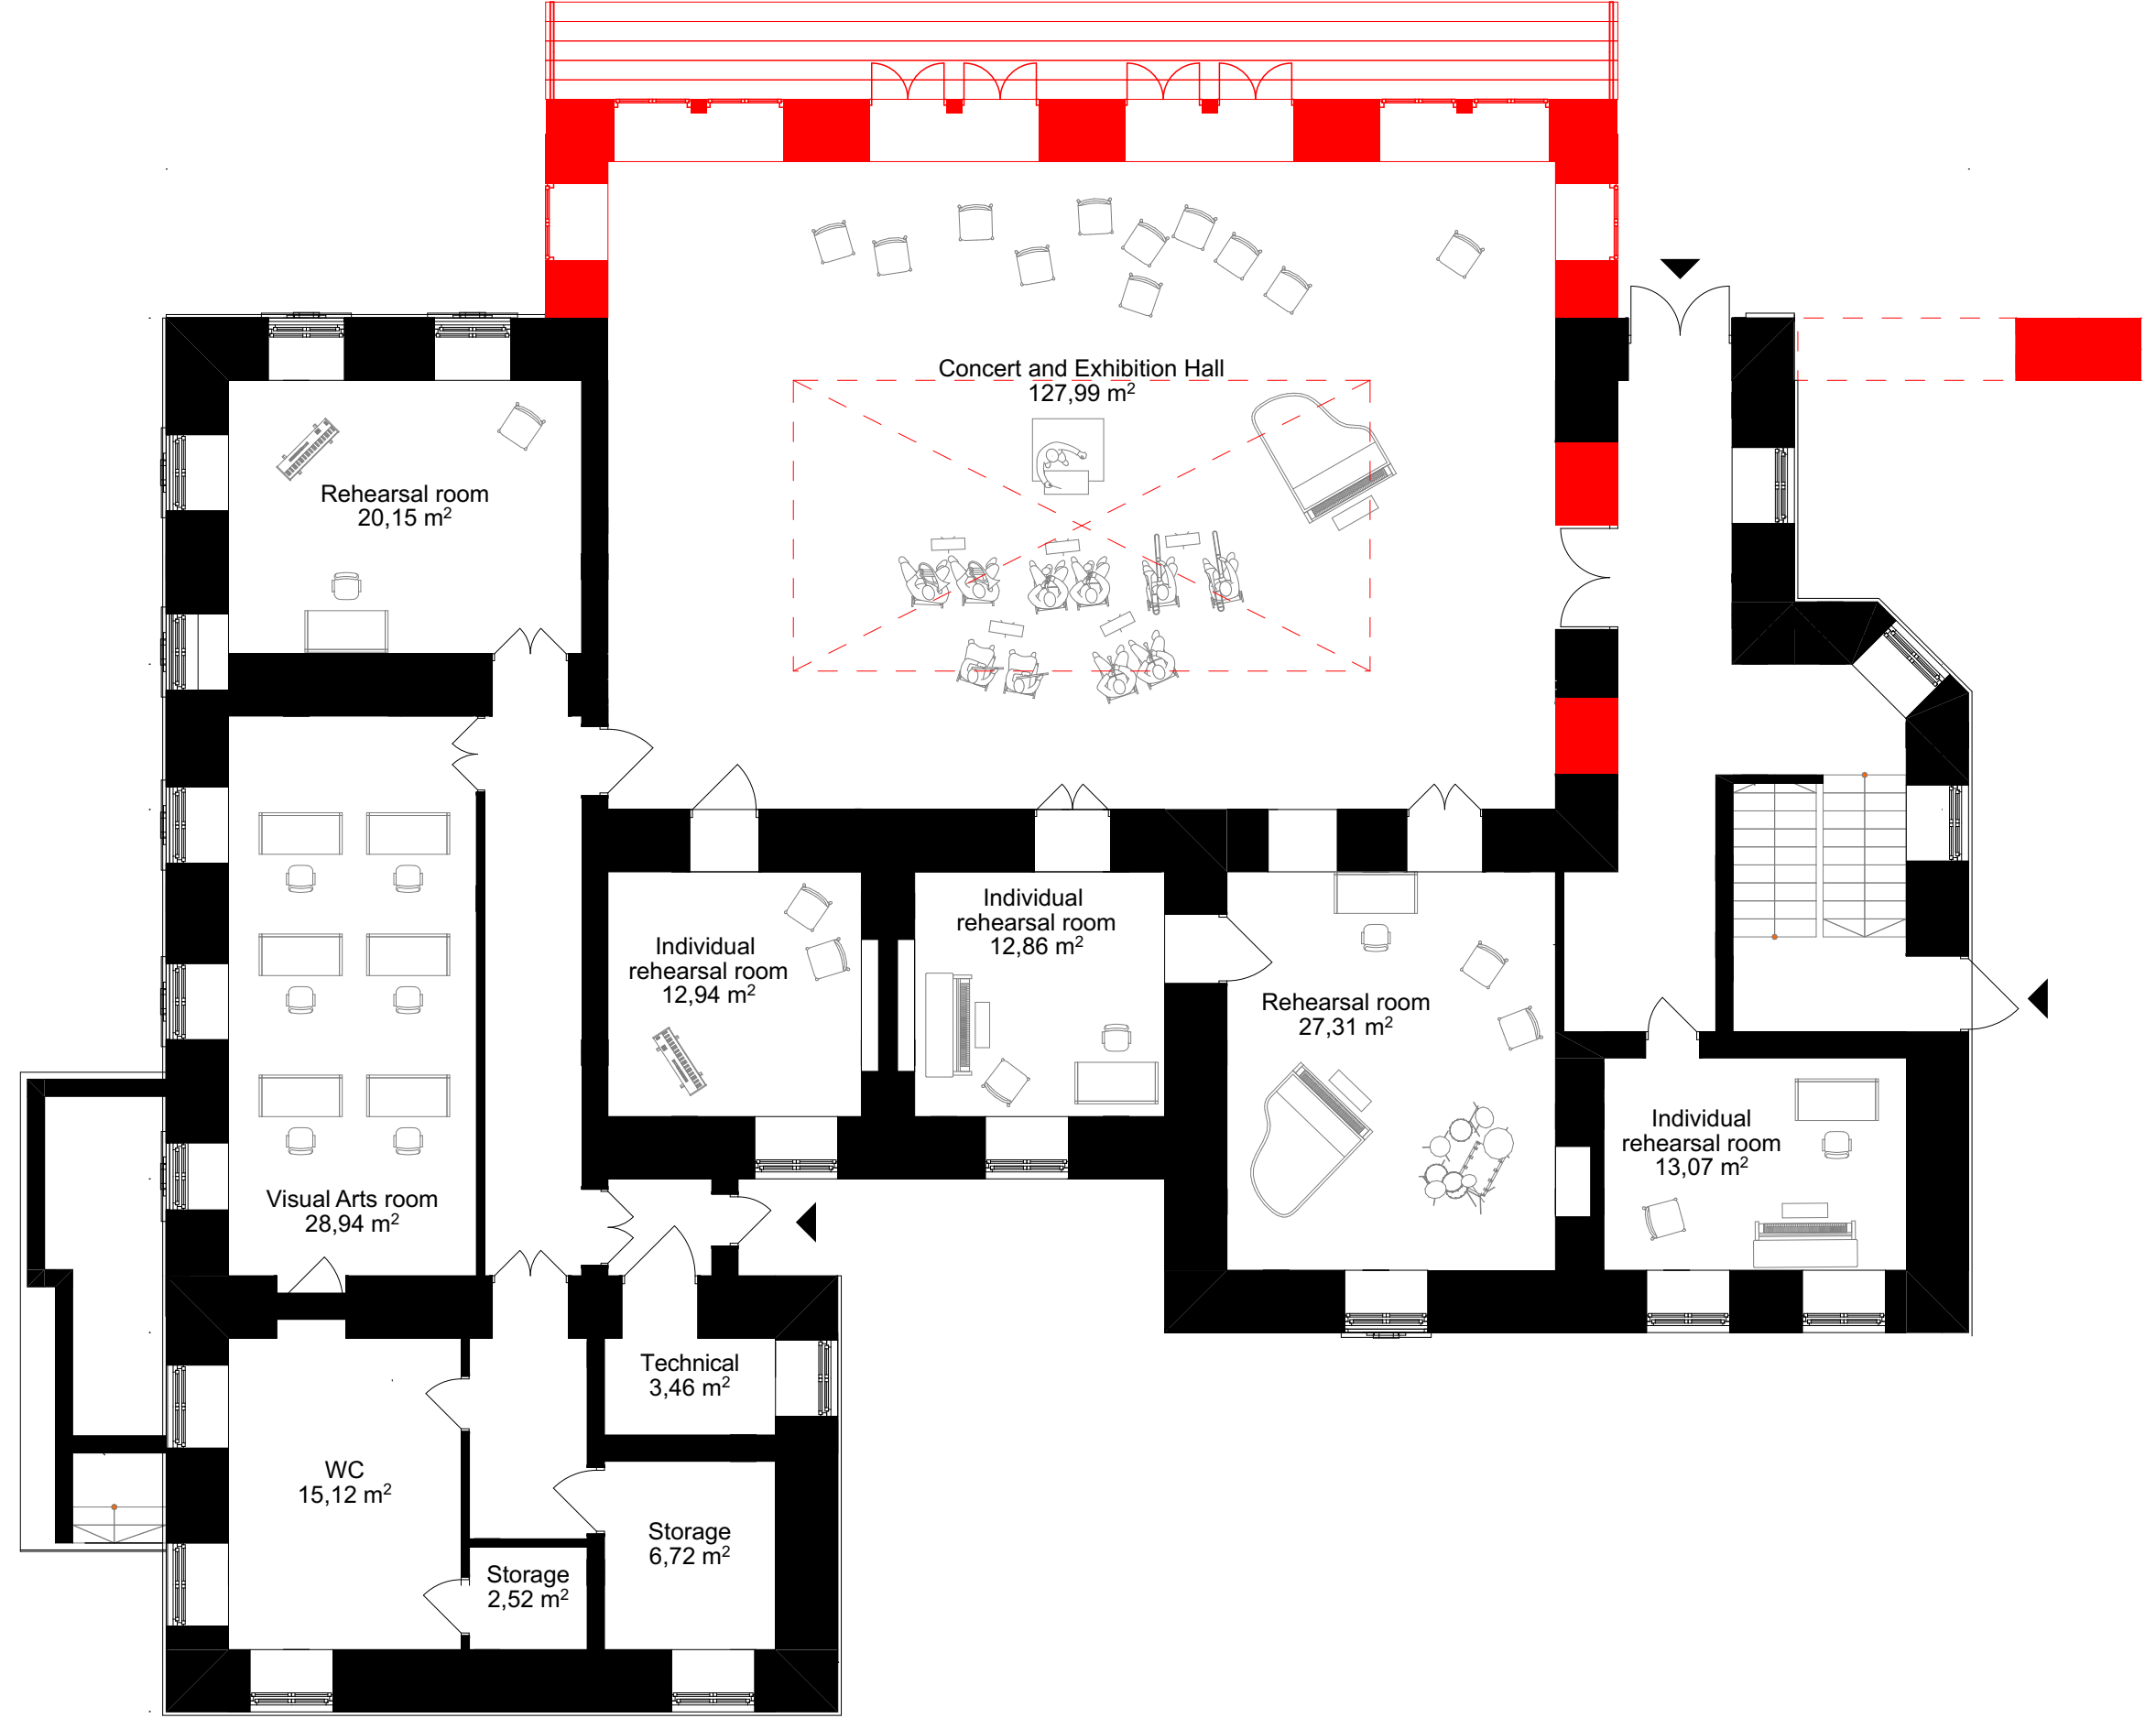 Concert and Exhibition Hall
127,99 m²
Rehearsal room
20,15 m²
Individual
rehearsal room
12,94 m²
Individual
rehearsal room
12,86 m²
Rehearsal room
27,31 m²
Individual
rehearsal room
13,07 m²
Visual Arts room
28,94 m²
Technical
3,46 m²
WC
15,12 m²
Storage
6,72 m²
Storage
2,52 m²